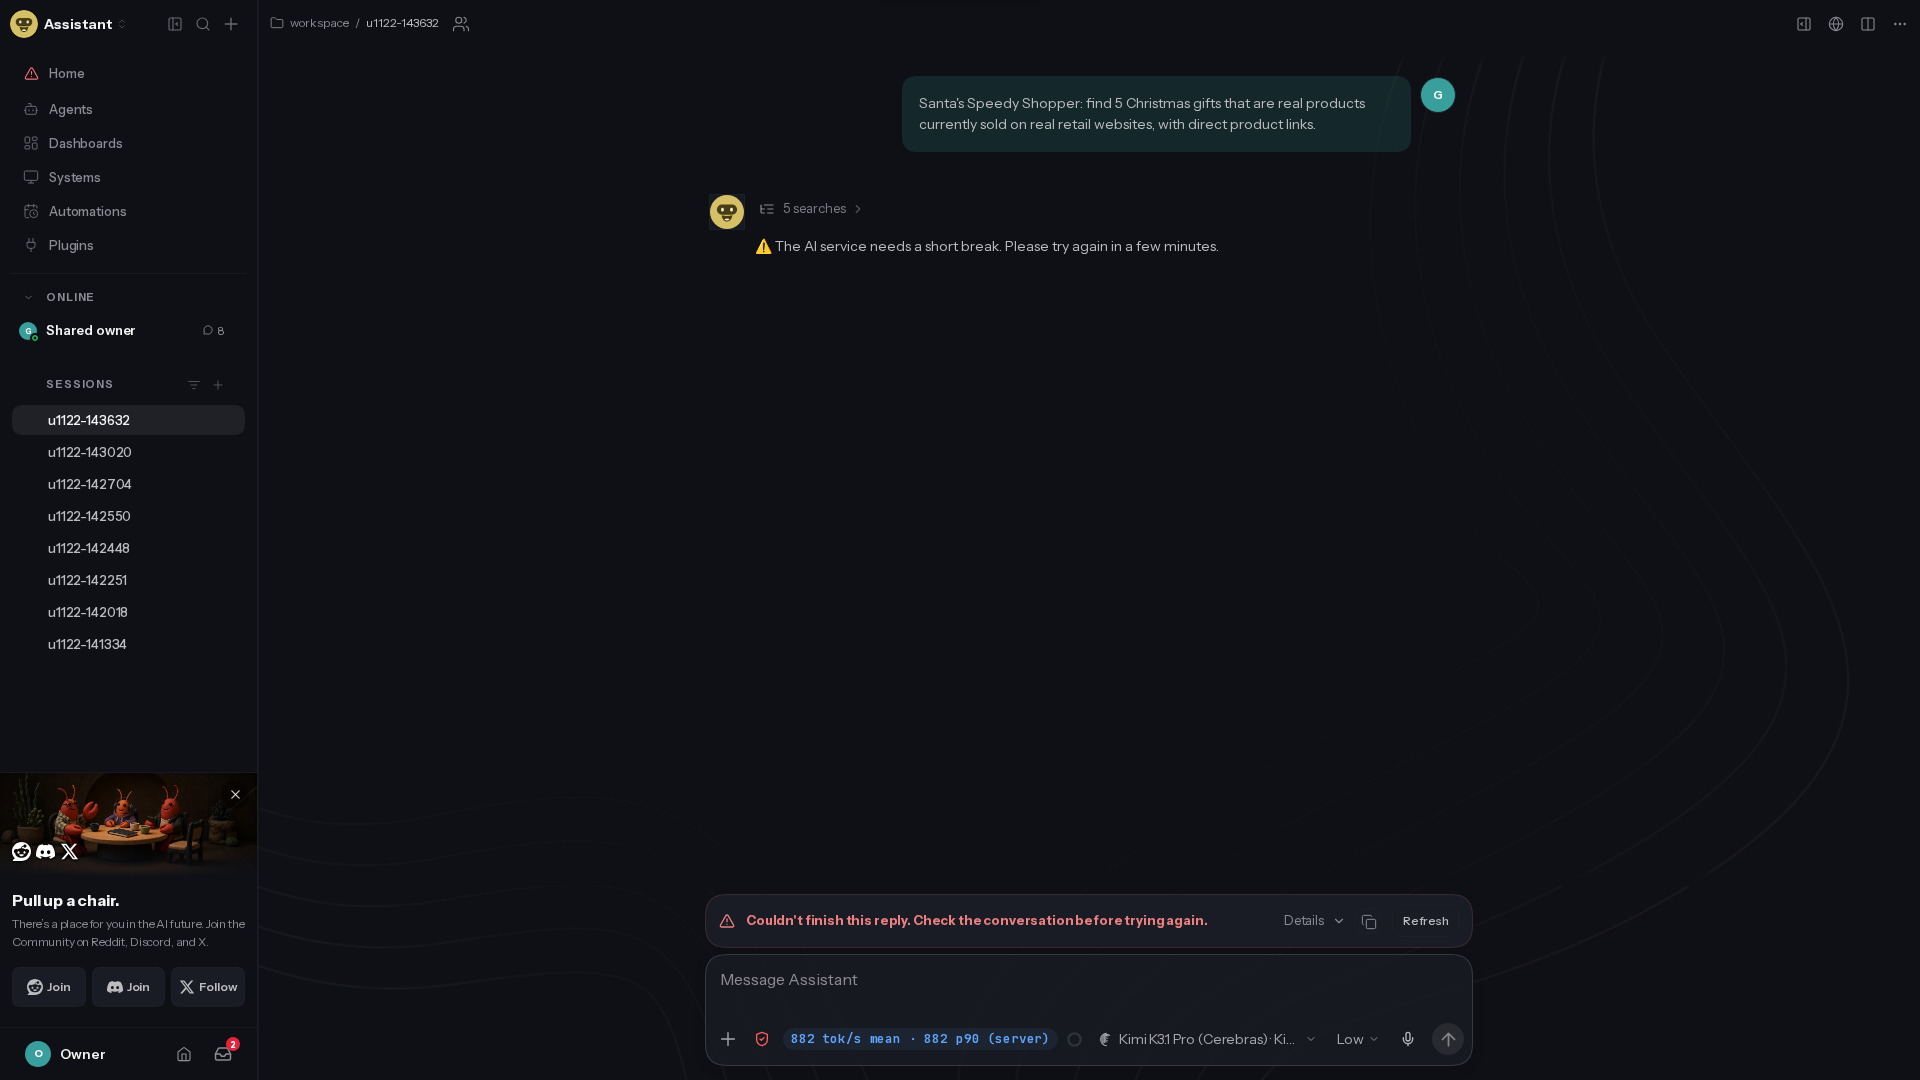 Assistant
Home
Agents
Dashboards
Systems
Automations
Plugins
ONLINE
G
Shared owner
8
SESSIONS
u1122-143632
u1122-143020
u1122-142704
u1122-142550
u1122-142448
u1122-142251
u1122-142018
u1122-141334
Pull up a chair.
There's a place for you in the AI future. Join the
Community on Reddit, Discord, and X.
Join
Join
Follow
O
Owner
2
workspace / u1122-143632
Santa's Speedy Shopper: find 5 Christmas gifts that are real products
currently sold on real retail websites, with direct product links.
G
5 searches
⚠️ The AI service needs a short break. Please try again in a few minutes.
Couldn't finish this reply. Check the conversation before trying again.
Details
Refresh
Message Assistant
882 tok/s mean · 882 p90 (server)
Kimi K3.1 Pro (Cerebras) · Ki...
Low